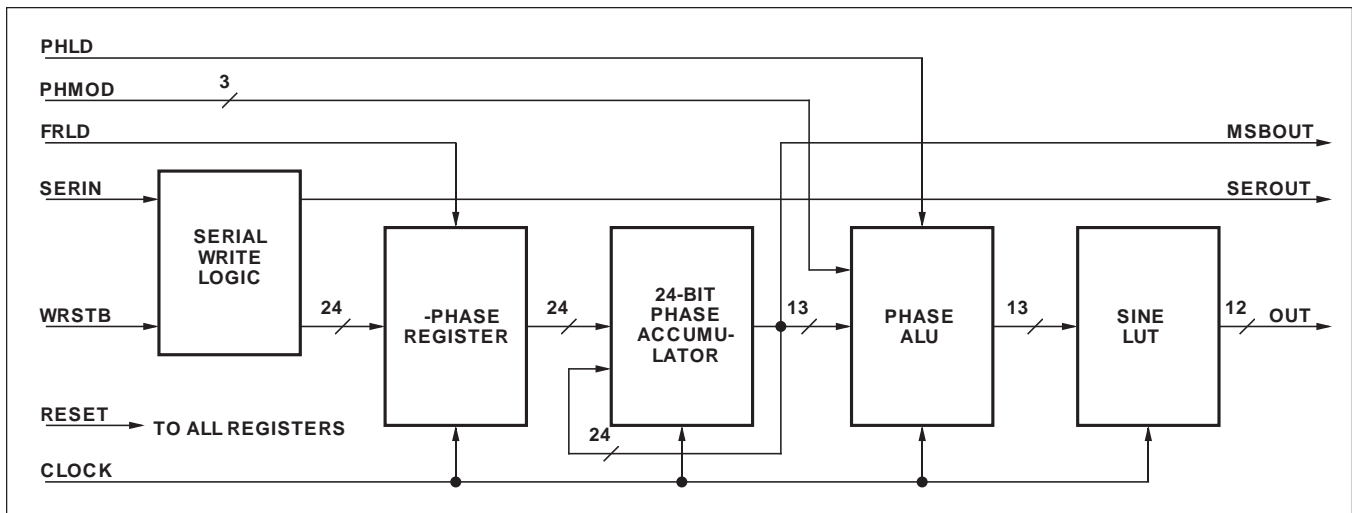 PHLD
PHMOD
3
FRLD
MSBOUT
SERIN
SEROUT
SERIAL
WRITE
LOGIC
WRSTB
24
-PHASE
REGISTER
24
24-BIT
PHASE
ACCUMU-
LATOR
13
PHASE
ALU
13
SINE
LUT
12
OUT
RESET
TO ALL REGISTERS
24
CLOCK